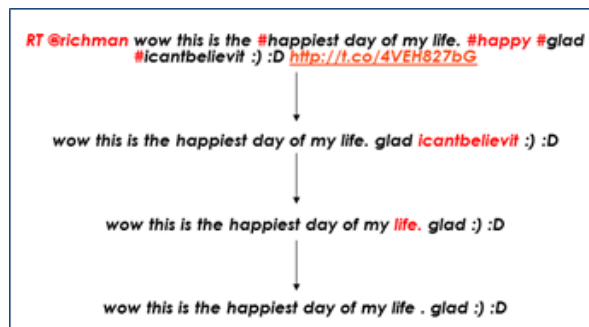 RT @richman wow this is the #happiest day of my life. #happy #glad
#icantbelievit :) :D http://t.co/4VEH827bG
wow this is the happiest day of my life. glad icantbelievit :) :D
wow this is the happiest day of my life. glad :) :D
wow this is the happiest day of my life . glad :) :D